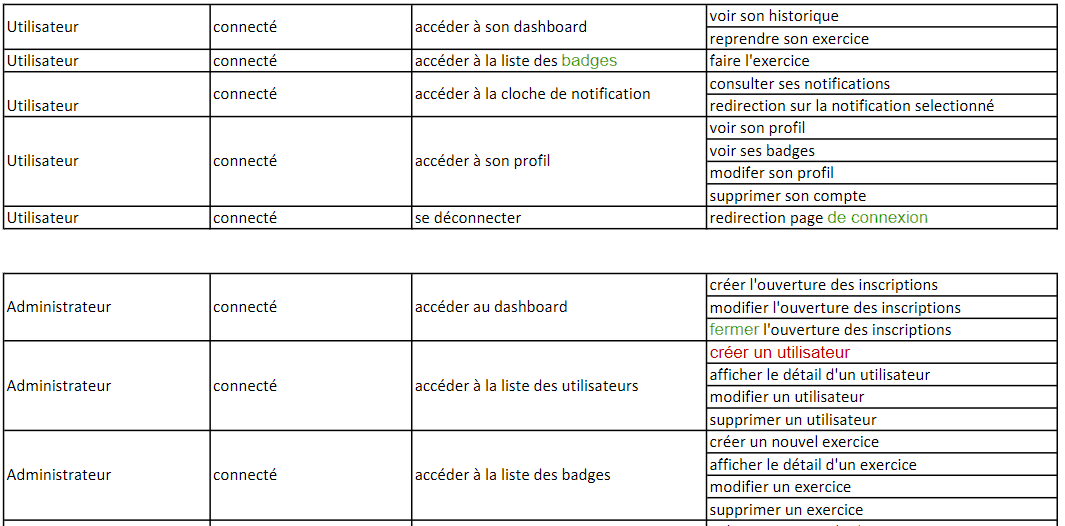 Utilisateur connecté accéder à son dashboard voir son historique
reprendre son exercice
Utilisateur connecté accéder à la liste des badges faire l'exercice
Utilisateur connecté accéder à la cloche de notification consulter ses notifications
redirection sur la notification selectionné
Utilisateur connecté accéder à son profil voir son profil
voir ses badges
modifer son profil
supprimer son compte
Utilisateur connecté se déconnecter redirection page de connexion
Administrateur connecté accéder au dashboard créer l'ouverture des inscriptions
modifier l'ouverture des inscriptions
fermer l'ouverture des inscriptions
Administrateur connecté accéder à la liste des utilisateurs créer un utilisateur
afficher le détail d'un utilisateur
modifier un utilisateur
supprimer un utilisateur
Administrateur connecté accéder à la liste des badges créer un nouvel exercice
afficher le détail d'un exercice
modifier un exercice
supprimer un exercice